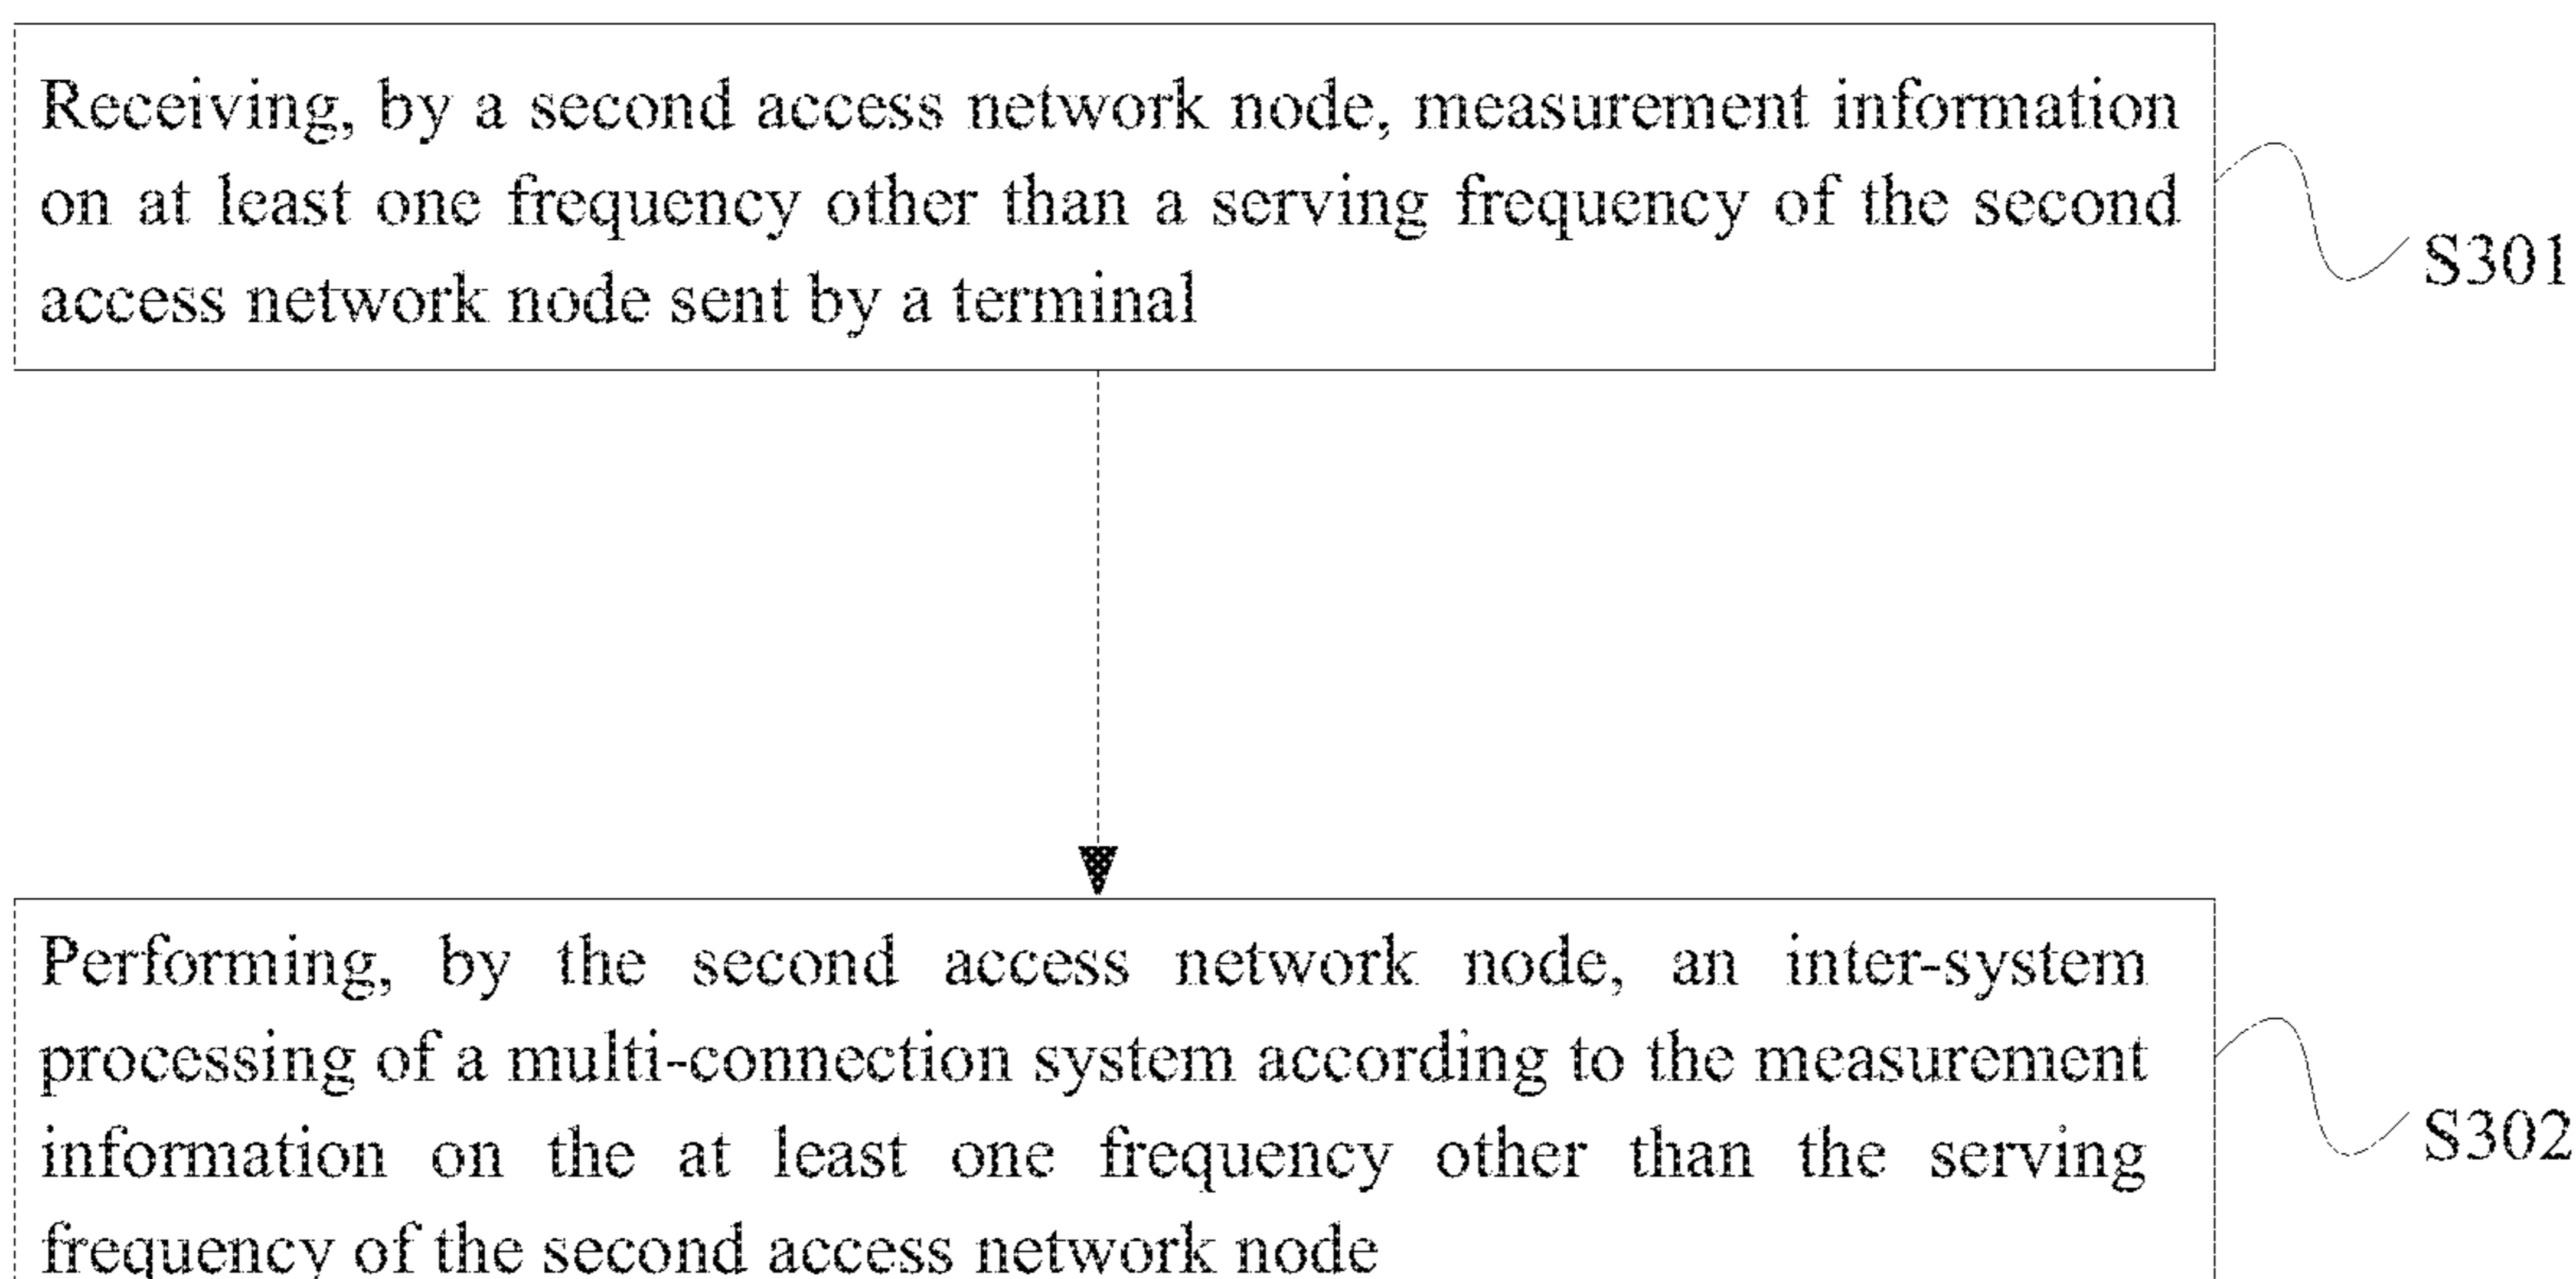 Receiving, by a second access network node, measurement information
on at least one frequency other than a serving frequency of the second
access network node sent by a terminal
S301
Performing, by the second access network node, an inter-system
processing of a multi-connection system according to the measurement
information on the at least one frequency other than the serving
frequency of the second access network node
S302